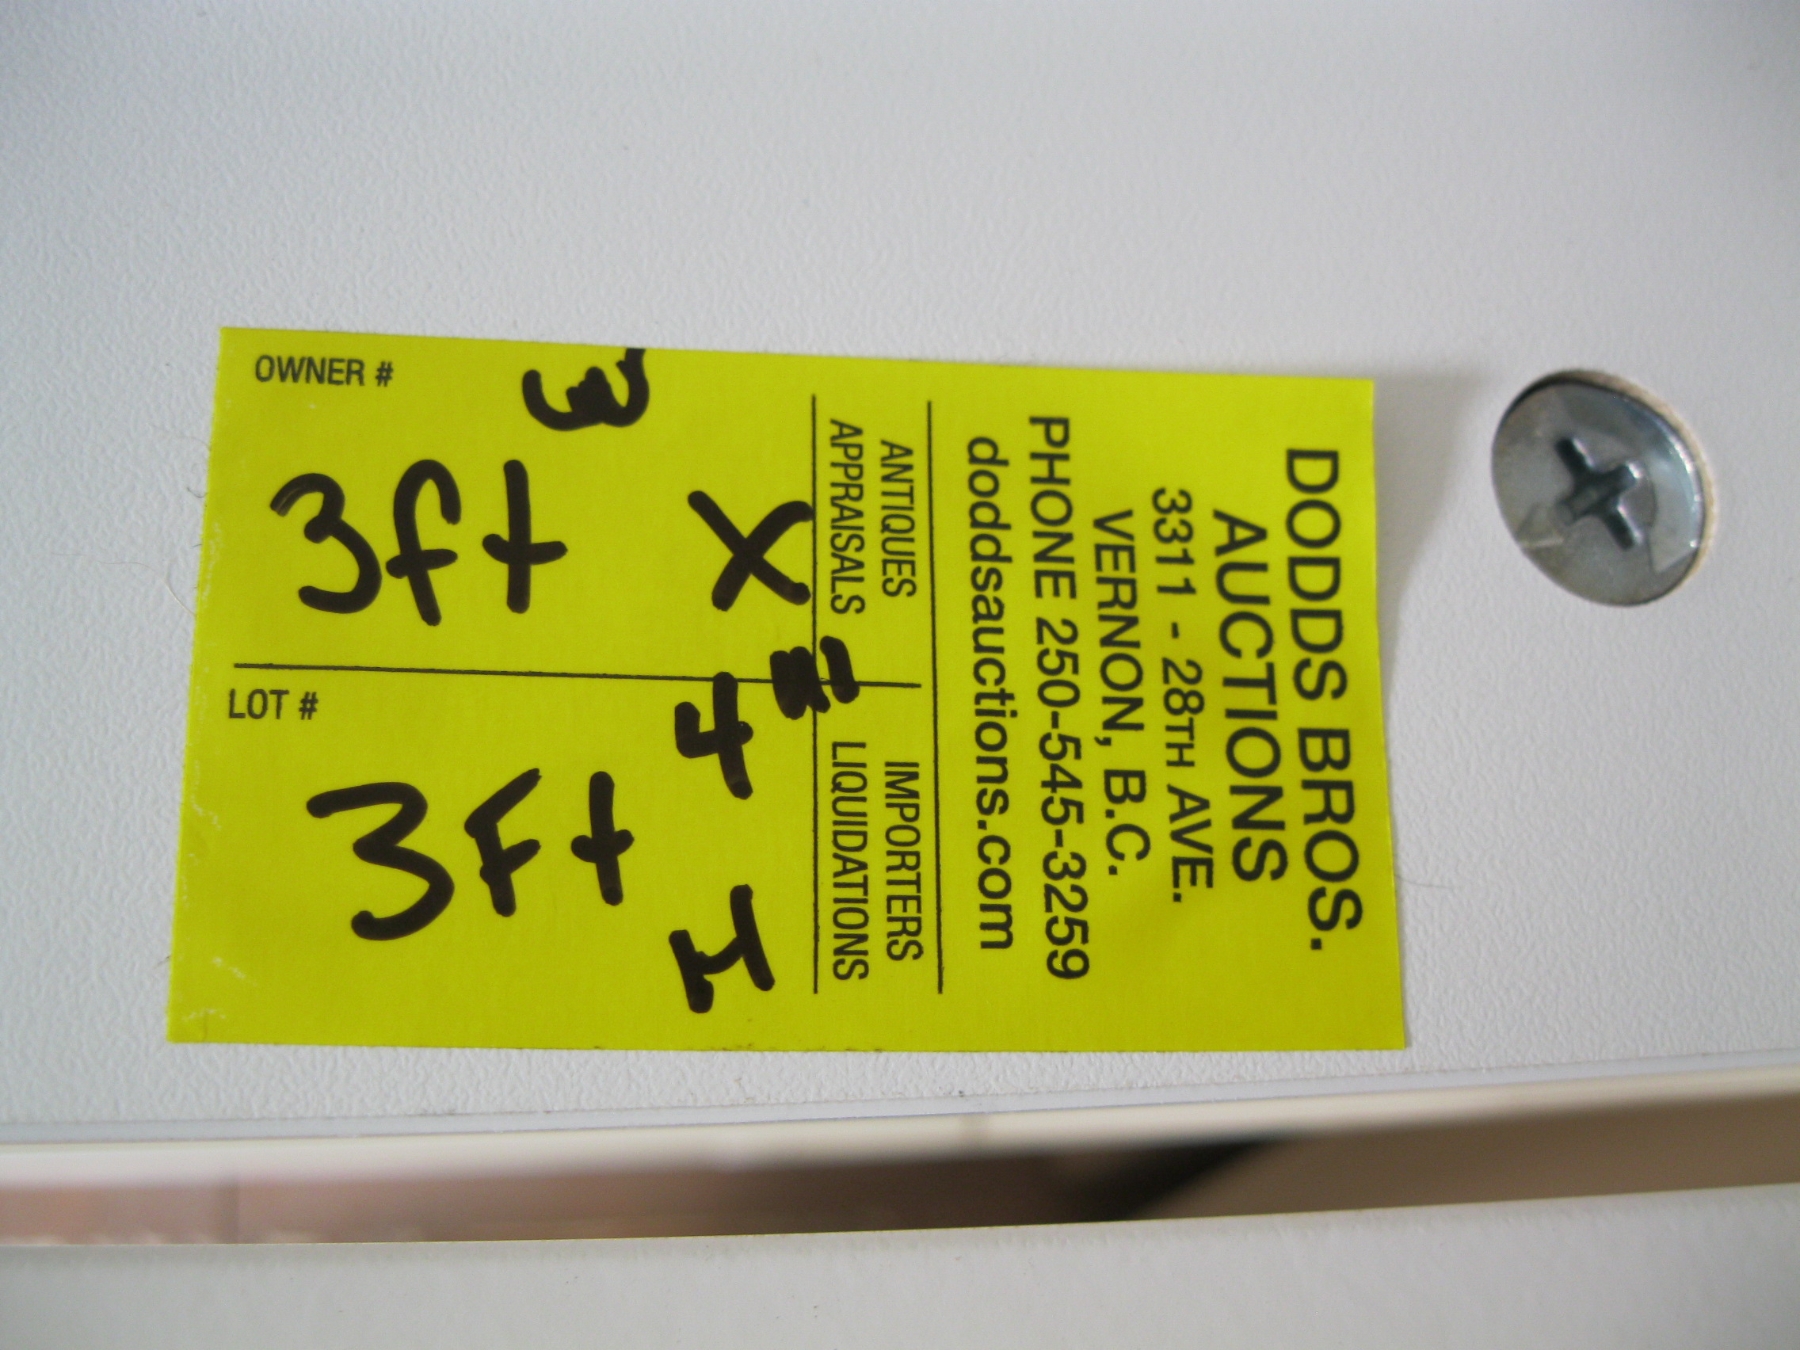 DODDS BROS.
AUCTIONS
3311 - 28TH AVE.
VERNON, B.C.
PHONE 250-545-3259
doddsauctions.com
ANTIQUES IMPORTERS
APPRAISALS LIQUIDATIONS
X 4 I
3ft 3ft
OWNER # LOT #